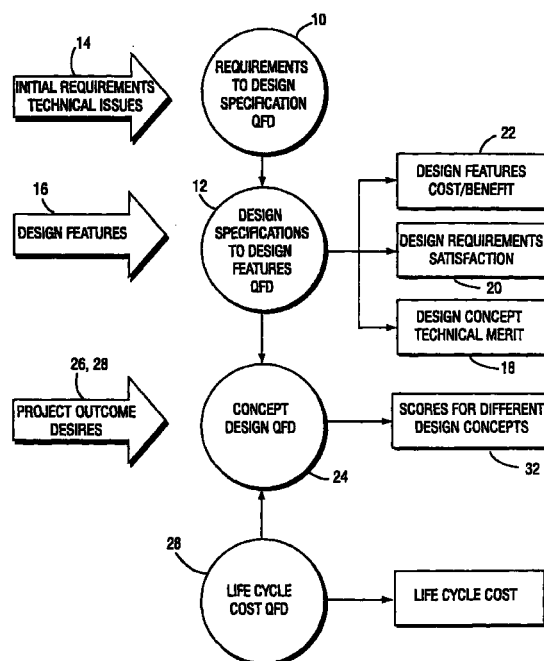 10
14
REQUIREMENTS
TO DESIGN
SPECIFICATION
QFD
INITIAL REQUIREMENTS
TECHNICAL ISSUES
22
DESIGN FEATURES
COST/BENEFIT
16
12
DESIGN
SPECIFICATIONS
TO DESIGN
FEATURES
QFD
DESIGN FEATURES
DESIGN REQUIREMENTS
SATISFACTION
20
DESIGN CONCEPT
TECHNICAL MERIT
18
26, 28
PROJECT OUTCOME
DESIRES
CONCEPT
DESIGN QFD
24
SCORES FOR DIFFERENT
DESIGN CONCEPTS
32
28
LIFE CYCLE
COST QFD
LIFE CYCLE COST